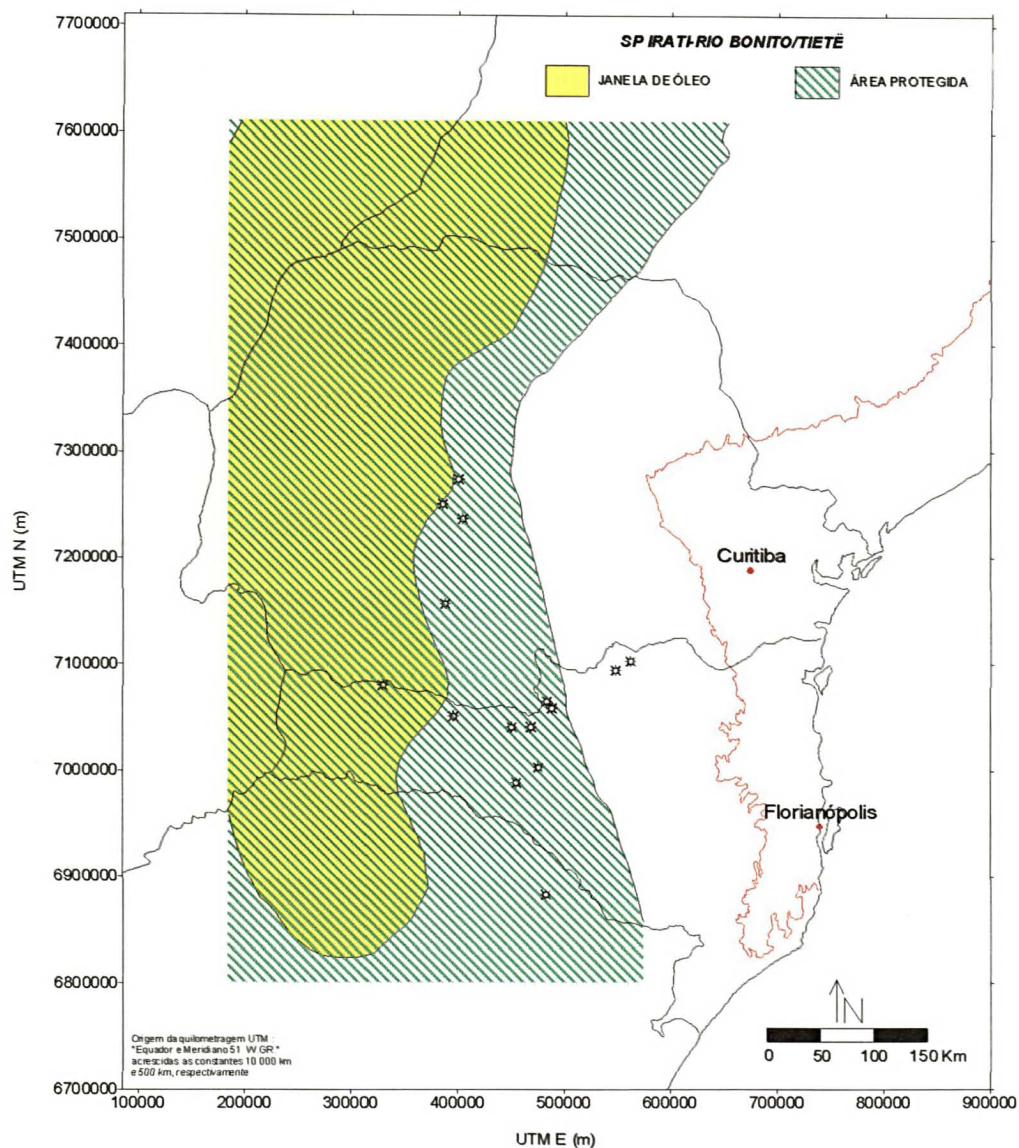 SP IRATI-RIO BONITO/TIETÊ
JANELA DE ÓLEO
ÁREA PROTEGIDA
7700000
7600000
7500000
7400000
7300000
7200000
7100000
7000000
6900000
6800000
6700000
UTM N (m)
Curitiba
Florianópolis
N
0 50 100 150 Km
Origem da quilometragem UTM :
"Equador e Meridiano 51 W.GR."
acrescidas as constantes 10 000 km
e 500 km, respectivamente
100000 200000 300000 400000 500000 600000 700000 800000 900000
UTM E (m)